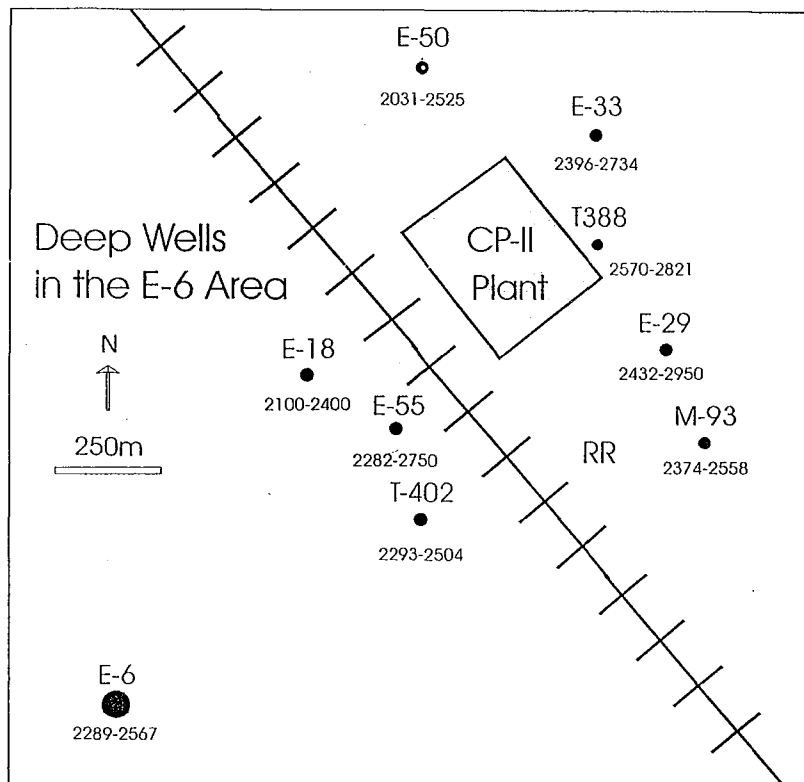 E-50
2031-2525
E-33
2396-2734
Deep Wells
in the E-6 Area
CP-II
Plant
T388
2570-2821
N
250m
E-18
2100-2400
E-29
2432-2950
E-55
2282-2750
M-93
2374-2558
RR
T-402
2293-2504
E-6
2289-2567